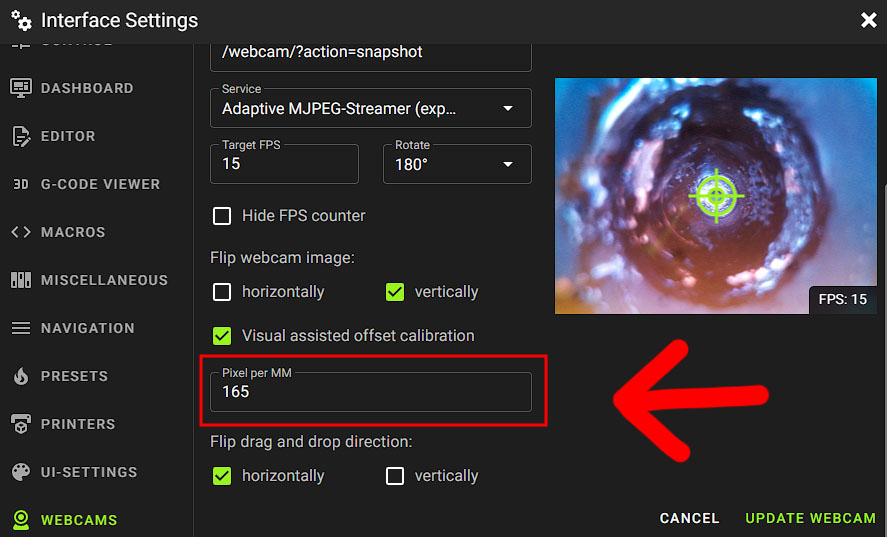 Interface Settings
CONTROL
DASHBOARD
EDITOR
3D G-CODE VIEWER
MACROS
MISCELLANEOUS
NAVIGATION
PRESETS
PRINTERS
UI-SETTINGS
WEBCAMS
/webcam/?action=snapshot
Service
Adaptive MJPEG-Streamer (exp...
Target FPS
15
Rotate
180°
Hide FPS counter
Flip webcam image:
horizontally
vertically
Visual assisted offset calibration
Pixel per MM
165
Flip drag and drop direction:
horizontally
vertically
FPS: 15
CANCEL
UPDATE WEBCAM